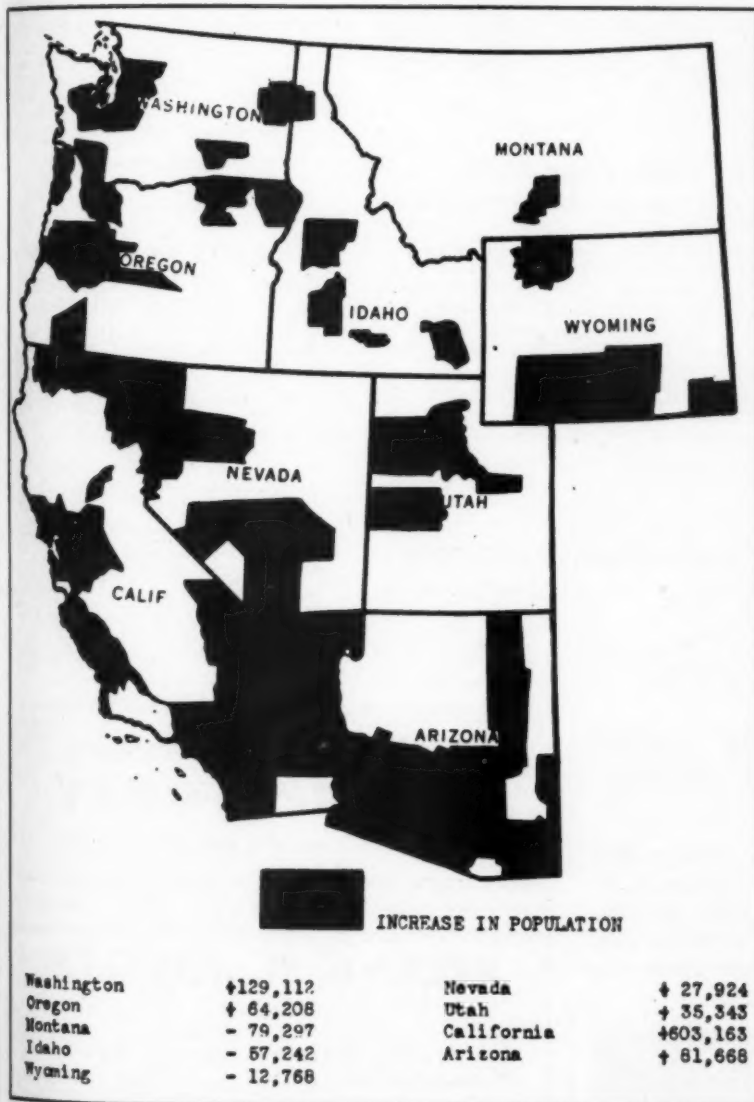 WASHINGTON
MONTANA
OREGON
IDAHO
WYOMING
NEVADA
UTAH
CALIF
ARIZONA
INCREASE IN POPULATION
Washington +129,112 Nevada + 27,924
Oregon + 64,208 Utah + 35,343
Montana - 79,297 California +603,163
Idaho - 57,242 Arizona + 81,668
Wyoming - 12,768